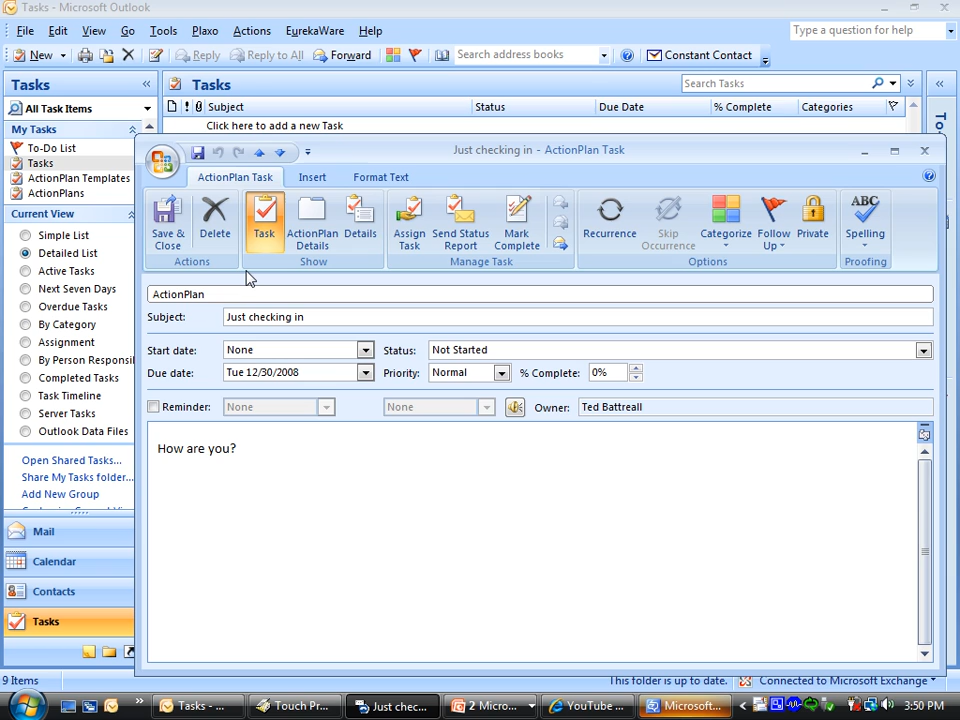 Tasks - Microsoft Outlook
File Edit View Go Tools Plaxo Actions EurekaWare Help
Type a question for help
New Reply Reply to All Forward Search address books Constant Contact
Tasks « Tasks Search Tasks
All Task Items
Subject Status Due Date % Complete Categories
My Tasks
Click here to add a new Task
To-Do List
Tasks
ActionPlan Templates
ActionPlans
Just checking in - ActionPlan Task
ActionPlan Task Insert Format Text
Save & Close
Delete
Task
ActionPlan Details
Details
Assign Task
Send Status Report
Mark Complete
Recurrence
Skip Occurrence
Categorize
Follow Up
Private
ABC
Spelling
Actions Show Manage Task Options Proofing
Current View
Simple List
Detailed List
Active Tasks
Next Seven Days
Overdue Tasks
By Category
Assignment
By Person Responsil
Completed Tasks
Task Timeline
Server Tasks
Outlook Data Files
ActionPlan
Subject: Just checking in
Start date: None Status: Not Started
Due date: Tue 12/30/2008 Priority: Normal % Complete: 0%
Reminder: None None Owner: Ted Battreall
How are you?
Open Shared Tasks...
Share My Tasks folder...
Add New Group
Mail
Calendar
Contacts
Tasks
9 Items This folder is up to date. Connected to Microsoft Exchange
Tasks - ... Touch Pr... Just chec... 2 Micro... YouTube ... Microsof... 3:50 PM